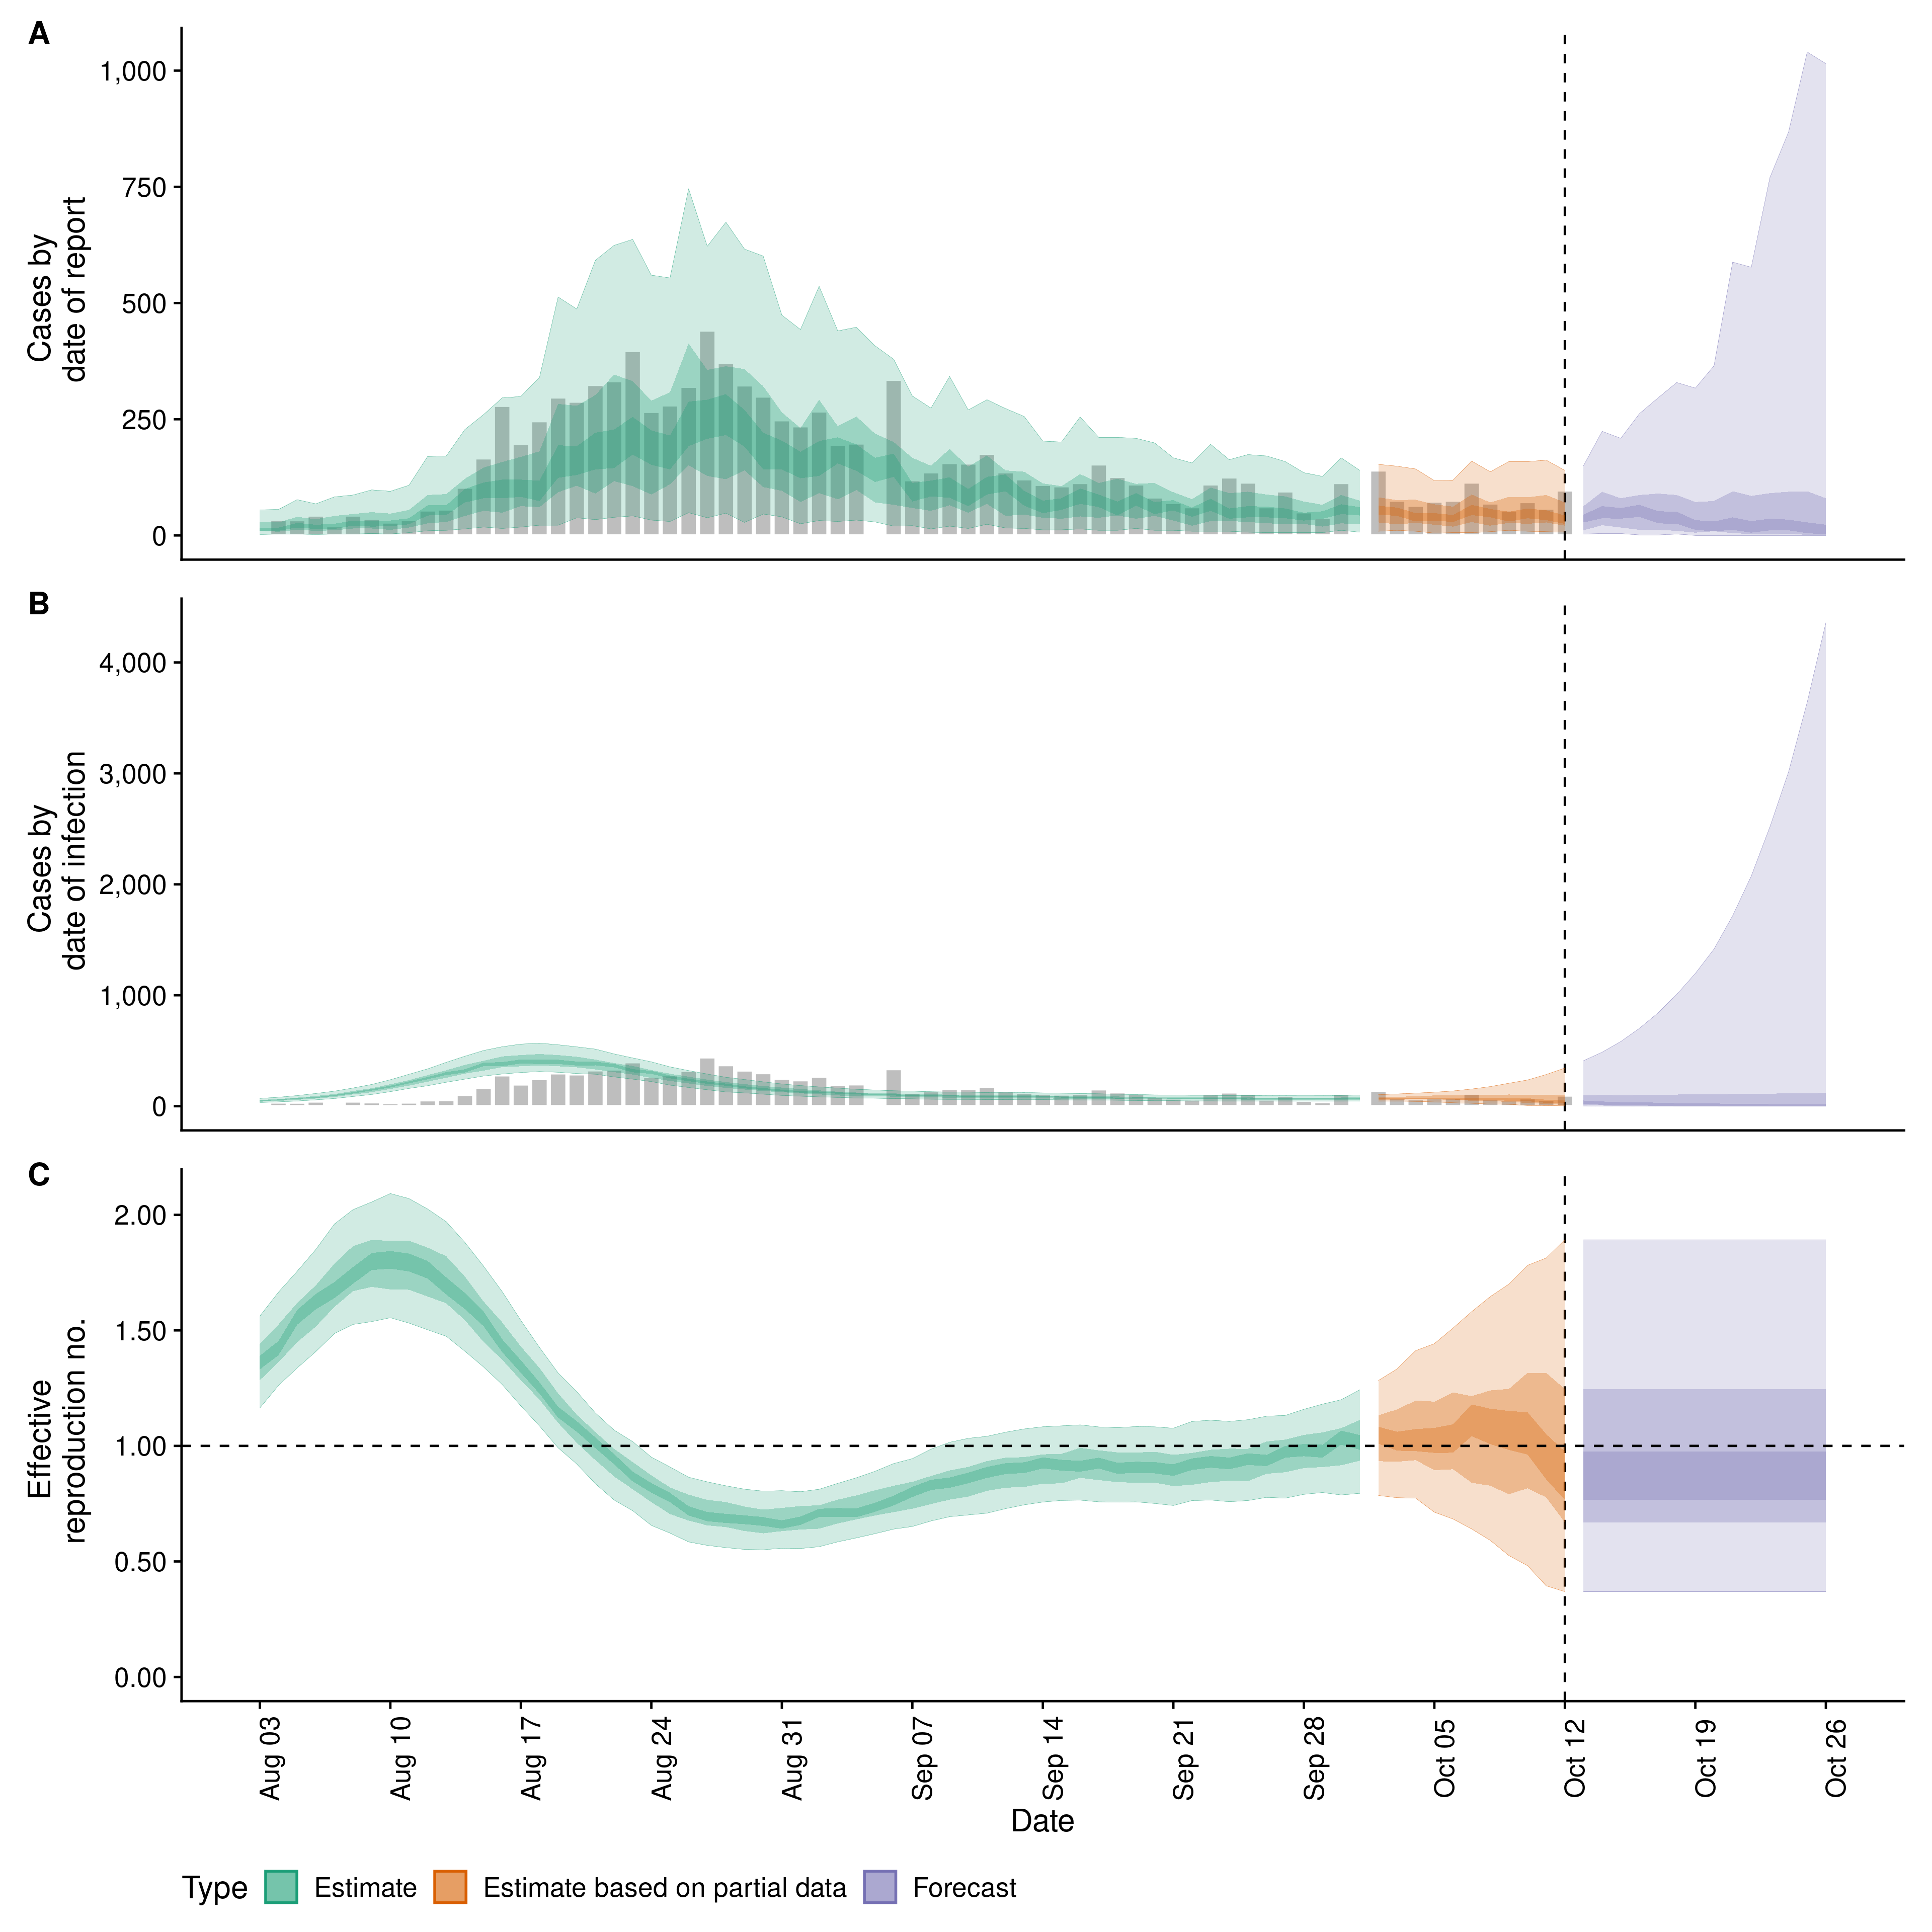 A
1,000
750
500
250
0
Cases by
date of report
B
4,000
3,000
2,000
1,000
0
Cases by
date of infection
C
2.00
1.50
1.00
0.50
0.00
Effective
reproduction no.
Aug 03
Aug 10
Aug 17
Aug 24
Aug 31
Sep 07
Sep 14
Sep 21
Sep 28
Oct 05
Oct 12
Oct 19
Oct 26
Date
Type Estimate Estimate based on partial data Forecast